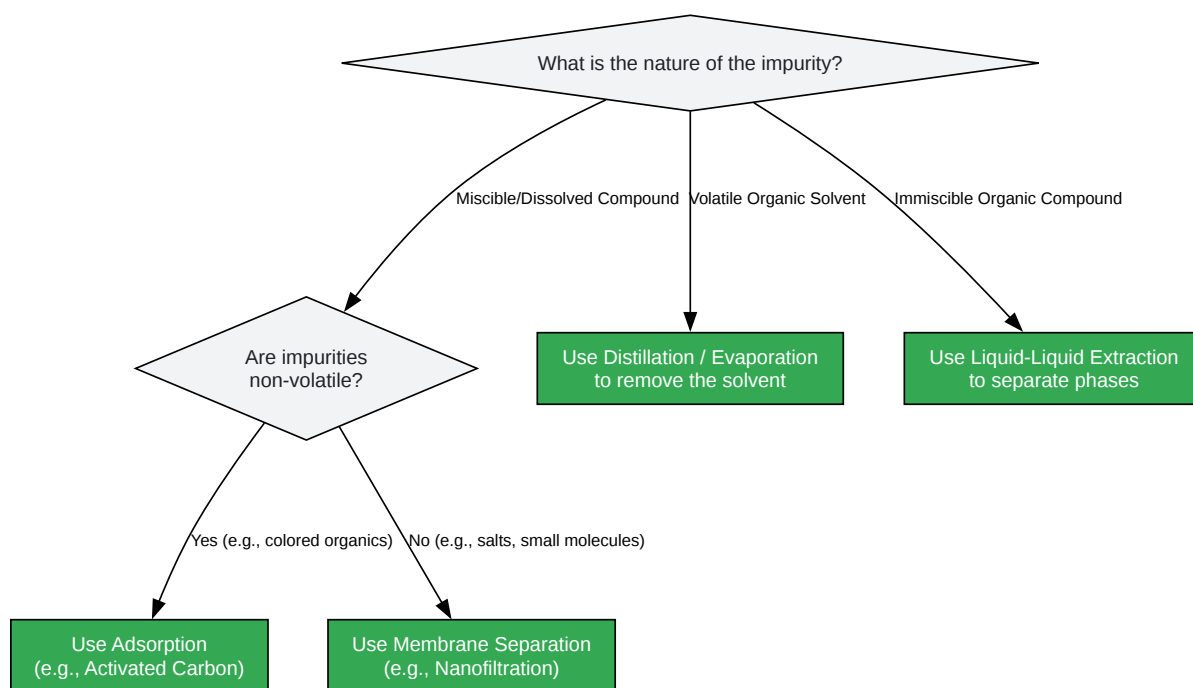 What is the nature of the impurity?
Miscible/Dissolved Compound
Volatile Organic Solvent
Immiscible Organic Compound
Are impurities
non-volatile?
Use Distillation / Evaporation
to remove the solvent
Use Liquid-Liquid Extraction
to separate phases
Yes (e.g., colored organics)
No (e.g., salts, small molecules)
Use Adsorption
(e.g., Activated Carbon)
Use Membrane Separation
(e.g., Nanofiltration)